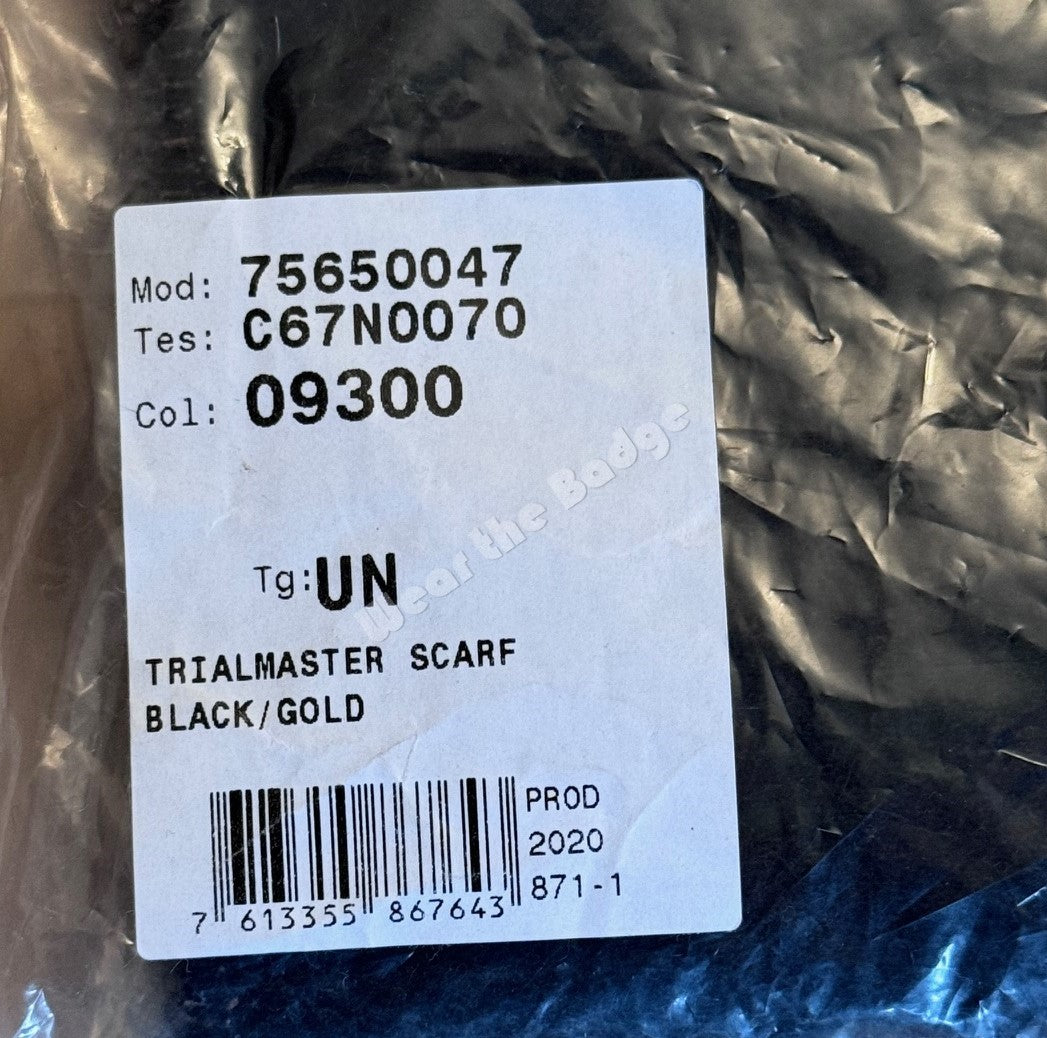 Mod: 75650047
Tes: C67N0070
Col: 09300
Wear the Badge
Tg:UN
TRIALMASTER SCARF
BLACK/GOLD
PROD
2020
871-1
7 613355 867643